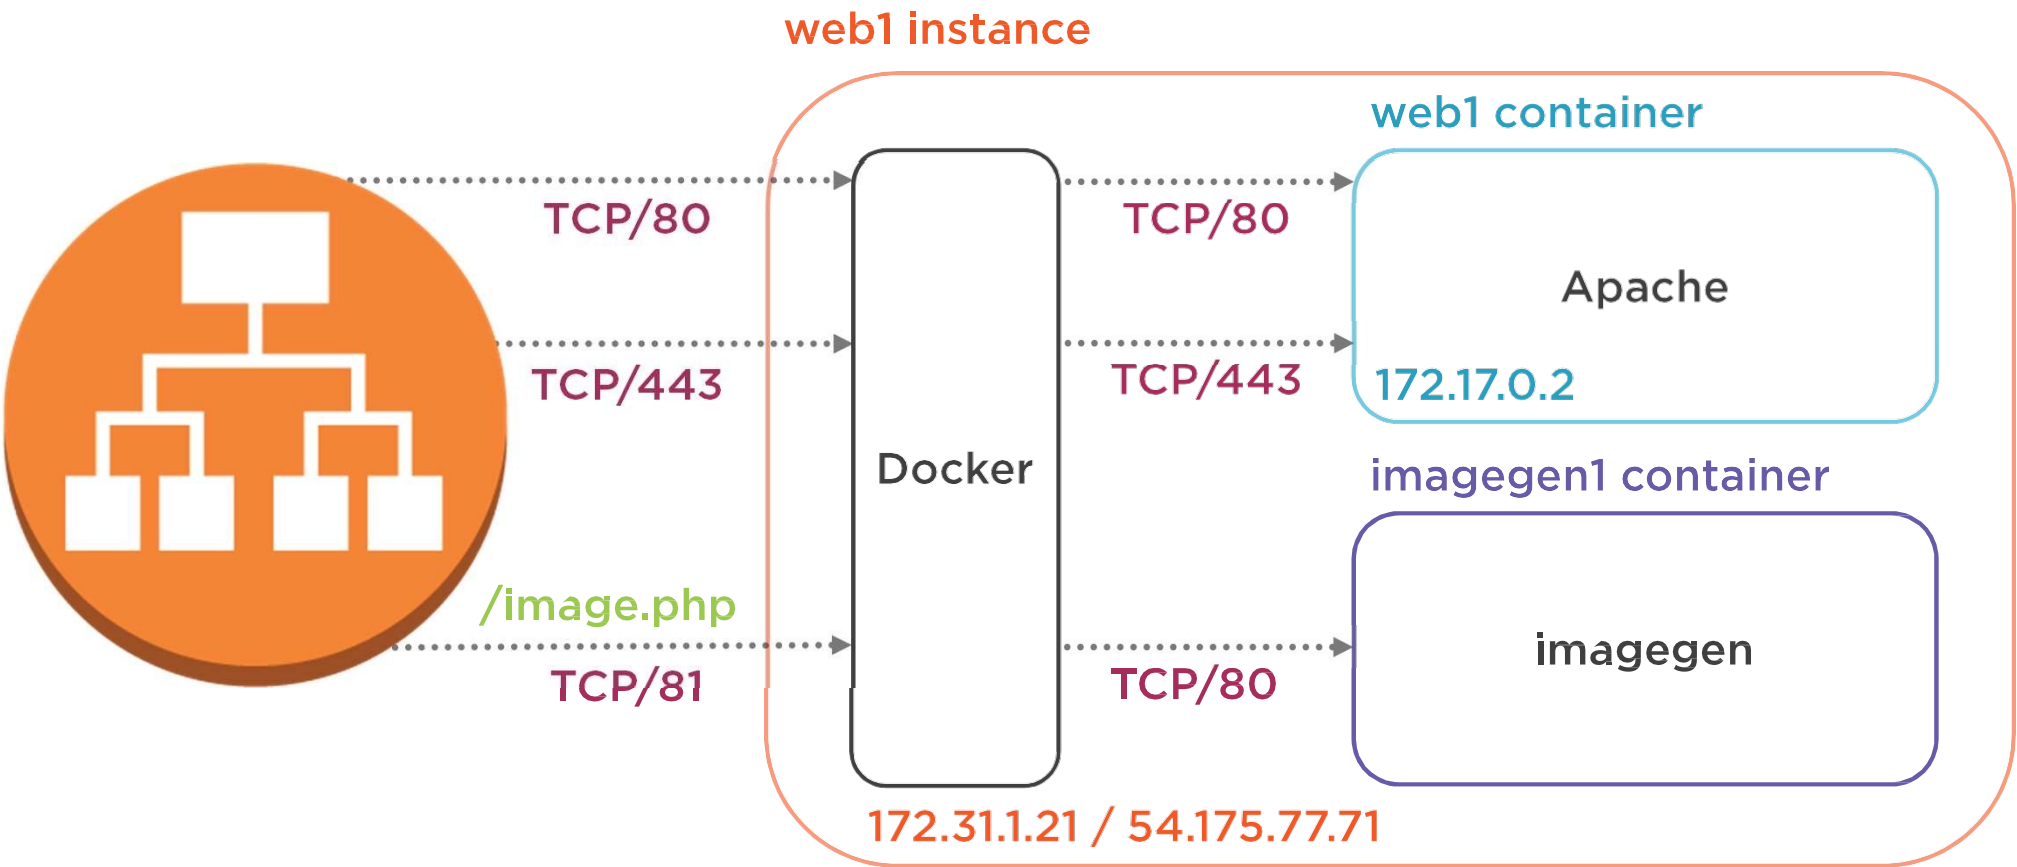 web1 instance
web1 container
TCP/80
TCP/80
Apache
TCP/443
TCP/443
172.17.0.2
Docker
imagegen1 container
/image.php
imagegen
TCP/81
TCP/80
172.31.1.21 / 54.175.77.71